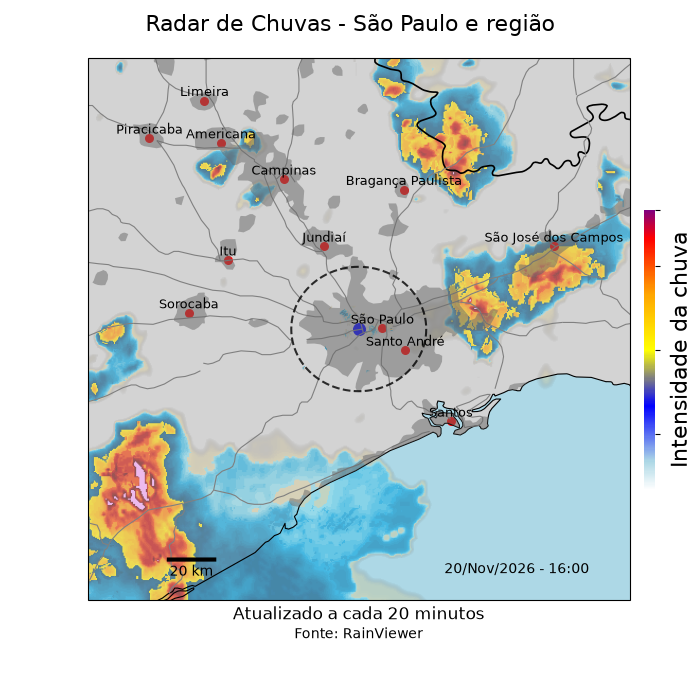 Radar de Chuvas - São Paulo e região
Limeira
Piracicaba
Americana
Campinas
Bragança Paulista
Jundiaí
São José dos Campos
Itu
Sorocaba
São Paulo
Santo André
Santos
Intensidade da chuva
20/Nov/2026 - 16:00
20 km
Atualizado a cada 20 minutos
Fonte: RainViewer